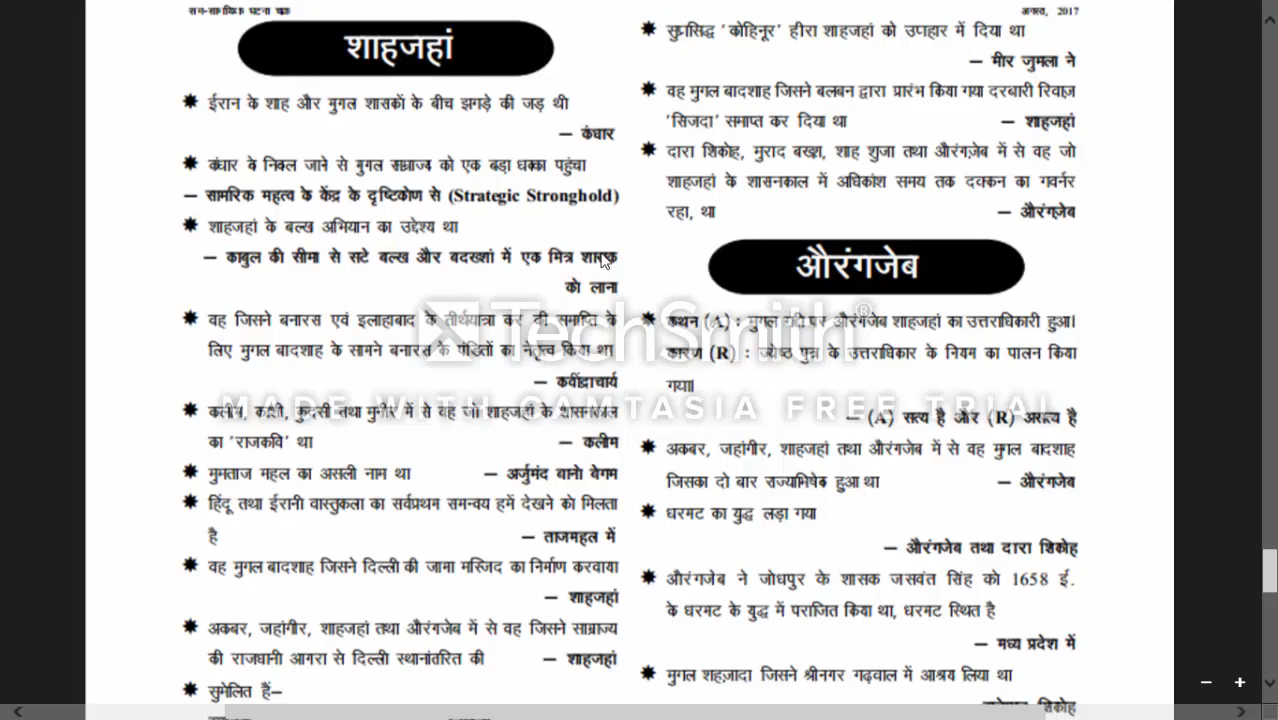 सम-सामयिक घटना चक्र
अगस्त, 2017
शाहजहां
✷ ईरान के शाह और मुगल शासकों के बीच झगड़े की जड़ थी
– कंधार
✷ कंधार के निकल जाने से मुगल साम्राज्य को एक बड़ा धक्का पहुंचा
– सामरिक महत्व के केंद्र के दृष्टिकोण से (Strategic Stronghold)
✷ शाहजहां के बल्ख अभियान का उद्देश्य था
– काबुल की सीमा से सटे बल्ख और बदख्शां में एक मित्र शासक
को लाना
✷ वह जिसने बनारस एवं इलाहाबाद के तीर्थयात्रा कर की समाप्ति के
लिए मुगल बादशाह के सामने बनारस के पंडितों का नेतृत्व किया था
– कवींद्राचार्य
✷ कलीम, काशी, कुदसी तथा मुनीर में से वह जो शाहजहां के शासनकाल
का 'राजकवि' था – कलीम
✷ मुमताज महल का असली नाम था – अर्जुमंद बानो बेगम
✷ हिंदू तथा ईरानी वास्तुकला का सर्वप्रथम समन्वय हमें देखने को मिलता
है – ताजमहल में
✷ वह मुगल बादशाह जिसने दिल्ली की जामा मस्जिद का निर्माण करवाया
– शाहजहां
✷ अकबर, जहांगीर, शाहजहां तथा औरंगजेब में से वह जिसने साम्राज्य
की राजधानी आगरा से दिल्ली स्थानांतरित की – शाहजहां
✷ सुमेलित हैं–
✷ सुप्रसिद्ध 'कोहिनूर' हीरा शाहजहां को उपहार में दिया था
– मीर जुमला ने
✷ वह मुगल बादशाह जिसने बलबन द्वारा प्रारंभ किया गया दरबारी रिवाज़
'सिजदा' समाप्त कर दिया था – शाहजहां
✷ दारा शिकोह, मुराद बख्श, शाह शुजा तथा औरंगज़ेब में से वह जो
शाहजहां के शासनकाल में अधिकांश समय तक दक्कन का गवर्नर
रहा, था – औरंगज़ेब
औरंगजेब
✷ कथन (A) : मुगल गद्दी पर औरंगजेब शाहजहां का उत्तराधिकारी हुआ।
कारण (R) : ज्येष्ठ पुत्र के उत्तराधिकार के नियम का पालन किया
गया।
– (A) सत्य है और (R) असत्य है
अकबर, जहांगीर, शाहजहां तथा औरंगजेब में से वह मुगल बादशाह
जिसका दो बार राज्यभिषेक हुआ था – औरंगजेब
✷ धरमट का युद्ध लड़ा गया
– औरंगजेब तथा दारा शिकोह
✷ औरंगजेब ने जोधपुर के शासक जसवंत सिंह को 1658 ई.
के धरमट के युद्ध में पराजित किया था, धरमट स्थित है
– मध्य प्रदेश में
✷ मुगल शहज़ादा जिसने श्रीनगर गढ़वाल में आश्रय लिया था
शिकोह
TechSmith®
MADE WITH CAMTASIA FREE TRIAL